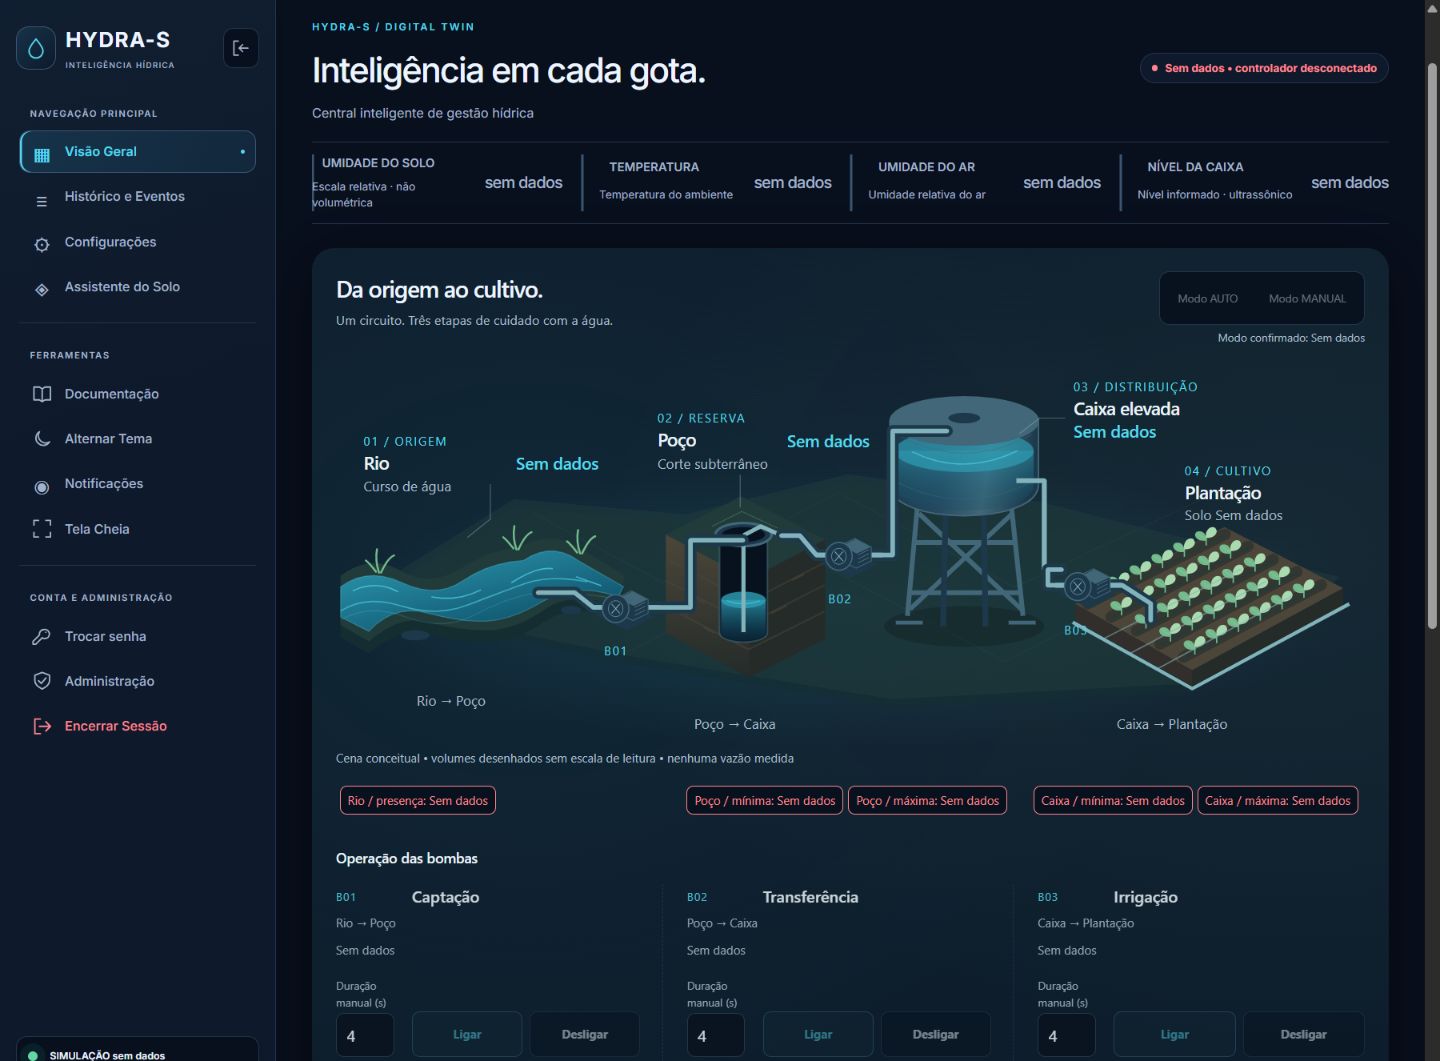 HYDRA-S
INTELIGÊNCIA HÍDRICA
NAVEGAÇÃO PRINCIPAL
Visão Geral
Histórico e Eventos
Configurações
Assistente do Solo
FERRAMENTAS
Documentação
Alternar Tema
Notificações
Tela Cheia
CONTA E ADMINISTRAÇÃO
Trocar senha
Administração
Encerrar Sessão
SIMULAÇÃO sem dados
HYDRA-S / DIGITAL TWIN
Inteligência em cada gota.
Central inteligente de gestão hídrica
Sem dados • controlador desconectado
UMIDADE DO SOLO
Escala relativa · não
volumétrica
sem dados
TEMPERATURA
Temperatura do ambiente
sem dados
UMIDADE DO AR
Umidade relativa do ar
sem dados
NÍVEL DA CAIXA
Nível informado · ultrassônico
sem dados
Da origem ao cultivo.
Um circuito. Três etapas de cuidado com a água.
Modo AUTO
Modo MANUAL
Modo confirmado: Sem dados
01 / ORIGEM
Rio
Curso de água
Sem dados
02 / RESERVA
Poço
Corte subterrâneo
Sem dados
03 / DISTRIBUIÇÃO
Caixa elevada
Sem dados
04 / CULTIVO
Plantação
Solo Sem dados
B01
B02
B03
Rio → Poço
Poço → Caixa
Caixa → Plantação
Cena conceitual • volumes desenhados sem escala de leitura • nenhuma vazão medida
Rio / presença: Sem dados
Poço / mínima: Sem dados
Poço / máxima: Sem dados
Caixa / mínima: Sem dados
Caixa / máxima: Sem dados
Operação das bombas
B01
Captação
Rio → Poço
Sem dados
Duração
manual (s)
4
Ligar
Desligar
B02
Transferência
Poço → Caixa
Sem dados
Duração
manual (s)
4
Ligar
Desligar
B03
Irrigação
Caixa → Plantação
Sem dados
Duração
manual (s)
4
Ligar
Desligar